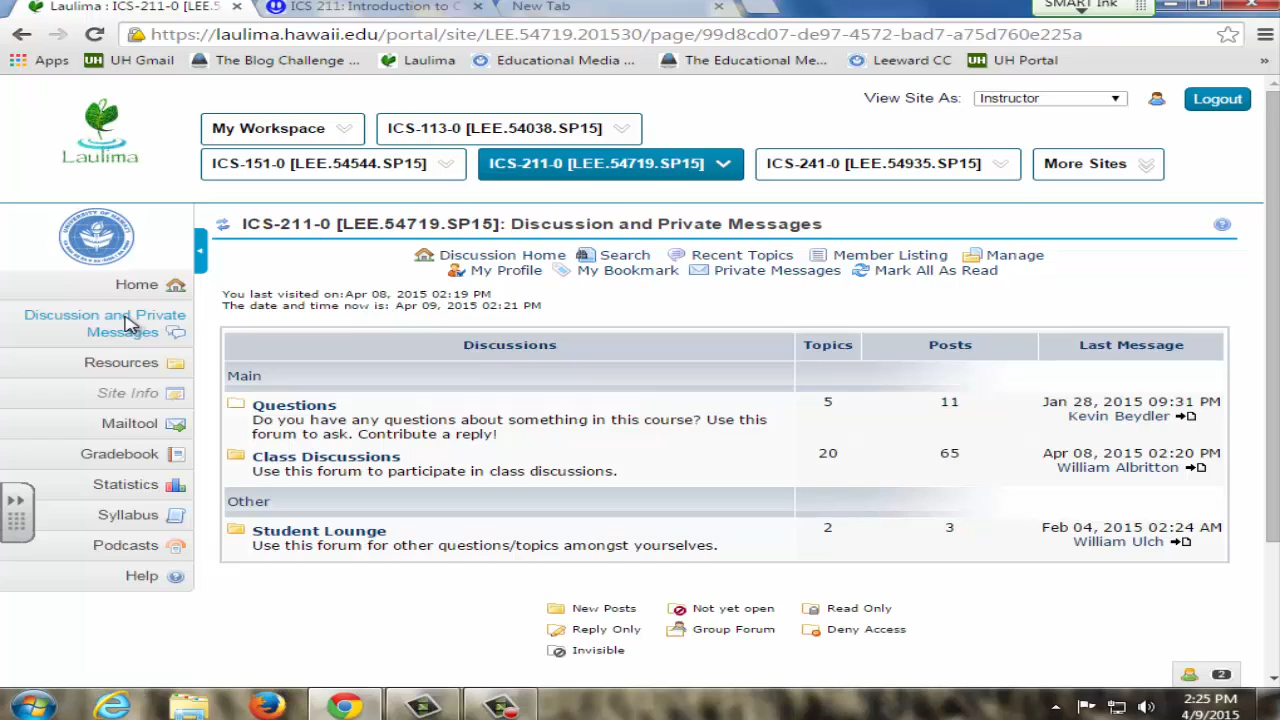 Laulima : ICS-211-0 [LEE.5
ICS 211: Introduction to C
New Tab
SMART Ink
https://laulima.hawaii.edu/portal/site/LEE.54719.201530/page/99d8cd07-de97-4572-bad7-a75d760e225a
Apps
UH Gmail
The Blog Challenge ...
Laulima
Educational Media ...
The Educational Me...
Leeward CC
UH Portal
»
Laulima
View Site As:
Instructor
Logout
My Workspace
ICS-113-0 [LEE.54038.SP15]
ICS-151-0 [LEE.54544.SP15]
ICS-211-0 [LEE.54719.SP15]
ICS-241-0 [LEE.54935.SP15]
More Sites
ICS-211-0 [LEE.54719.SP15]: Discussion and Private Messages
Home
Discussion and Private
Messages
Resources
Site Info
Mailtool
Gradebook
Statistics
Syllabus
Podcasts
Help
Discussion Home
Search
Recent Topics
Member Listing
Manage
My Profile
My Bookmark
Private Messages
Mark All As Read
You last visited on:Apr 08, 2015 02:19 PM
The date and time now is: Apr 09, 2015 02:21 PM
Discussions
Topics
Posts
Last Message
Main
Questions
Do you have any questions about something in this course? Use this
forum to ask. Contribute a reply!
5
11
Jan 28, 2015 09:31 PM
Kevin Beydler
Class Discussions
Use this forum to participate in class discussions.
20
65
Apr 08, 2015 02:20 PM
William Albritton
Other
Student Lounge
Use this forum for other questions/topics amongst yourselves.
2
3
Feb 04, 2015 02:24 AM
William Ulch
New Posts
Not yet open
Read Only
Reply Only
Group Forum
Deny Access
Invisible
2
2:25 PM
4/9/2015